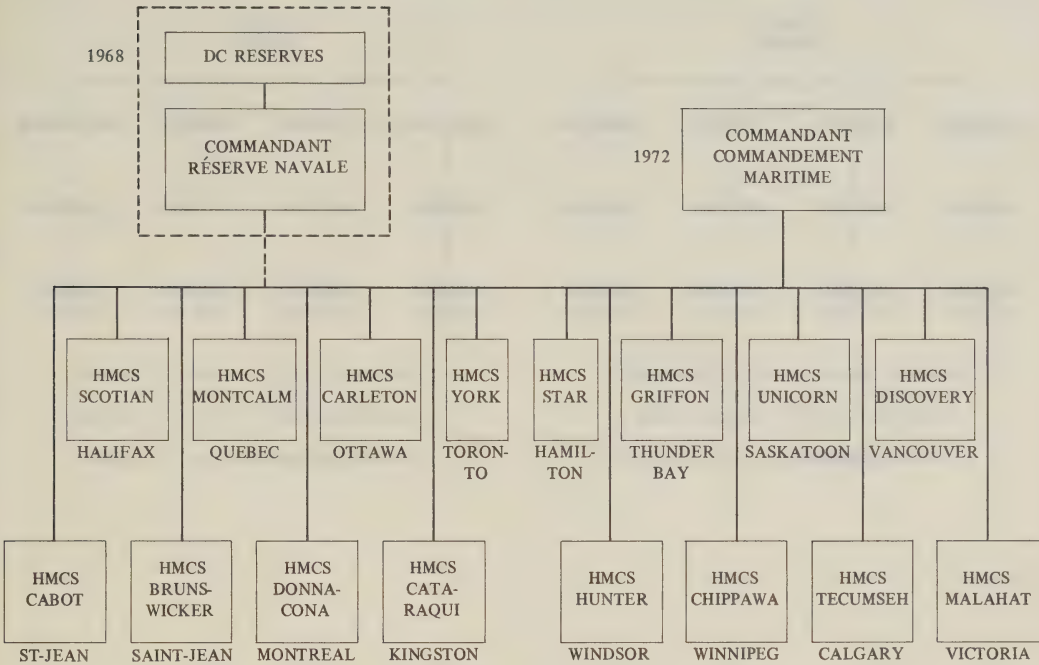 1968
DC RESERVES
COMMANDANT
RÉSERVE NAVALE
1972
COMMANDANT
COMMANDEMENT
MARITIME
HMCS
SCOTIAN
HALIFAX
HMCS
MONTCALM
QUEBEC
HMCS
CARLETON
OTTAWA
HMCS
YORK
TORON-
TO
HMCS
STAR
HAMIL-
TON
HMCS
GRIFFON
THUNDER
BAY
HMCS
UNICORN
SASKATOON
HMCS
DISCOVERY
VANCOUVER
HMCS
CABOT
ST-JEAN
HMCS
BRUNS-
WICKER
SAINT-JEAN
HMCS
DONNA-
CONA
MONTREAL
HMCS
CATA-
RAQUI
KINGSTON
HMCS
HUNTER
WINDSOR
HMCS
CHIPPAWA
WINNIPEG
HMCS
TECUMSEH
CALGARY
HMCS
MALAHAT
VICTORIA